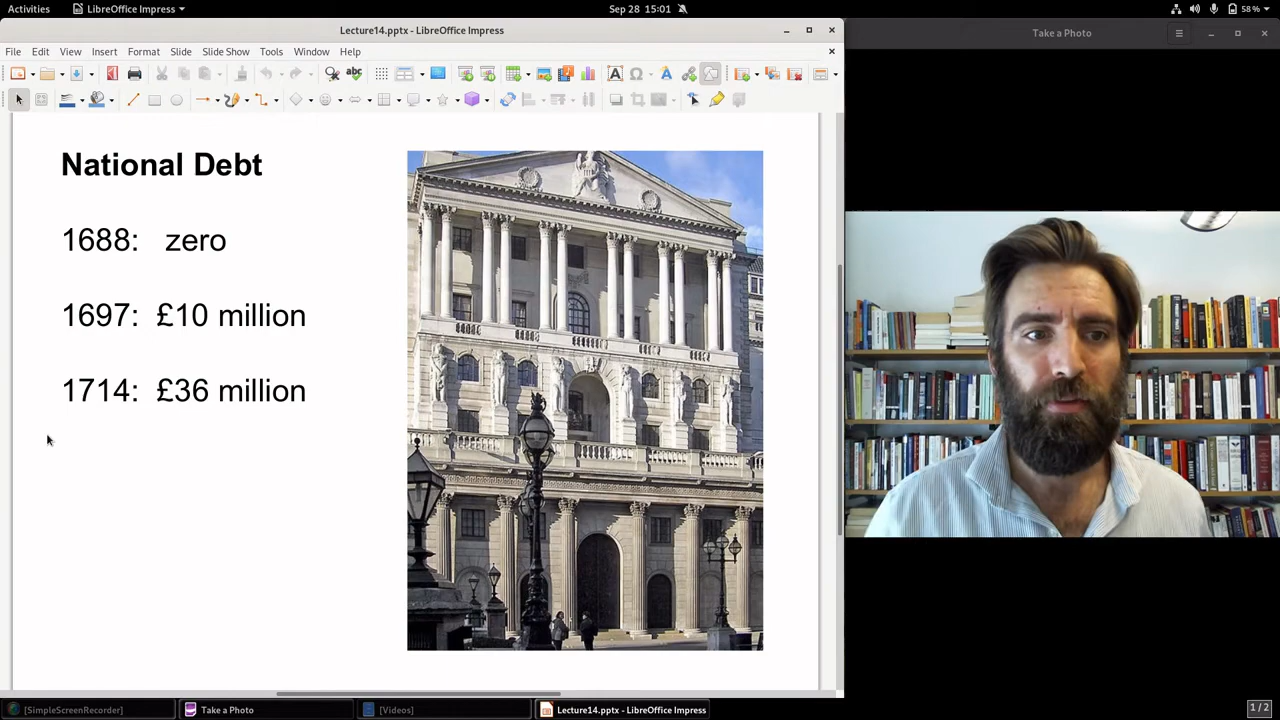 Activities
LibreOffice Impress
Sep 28 15:01
58%
Lecture14.pptx - LibreOffice Impress
Take a Photo
File Edit View Insert Format Slide Slide Show Tools Window Help
abc
A
Ω
A
National Debt
1688: zero
1697: £10 million
1714: £36 million
[SimpleScreenRecorder]
Take a Photo
[Videos]
Lecture14.pptx - LibreOffice Impress
1/2